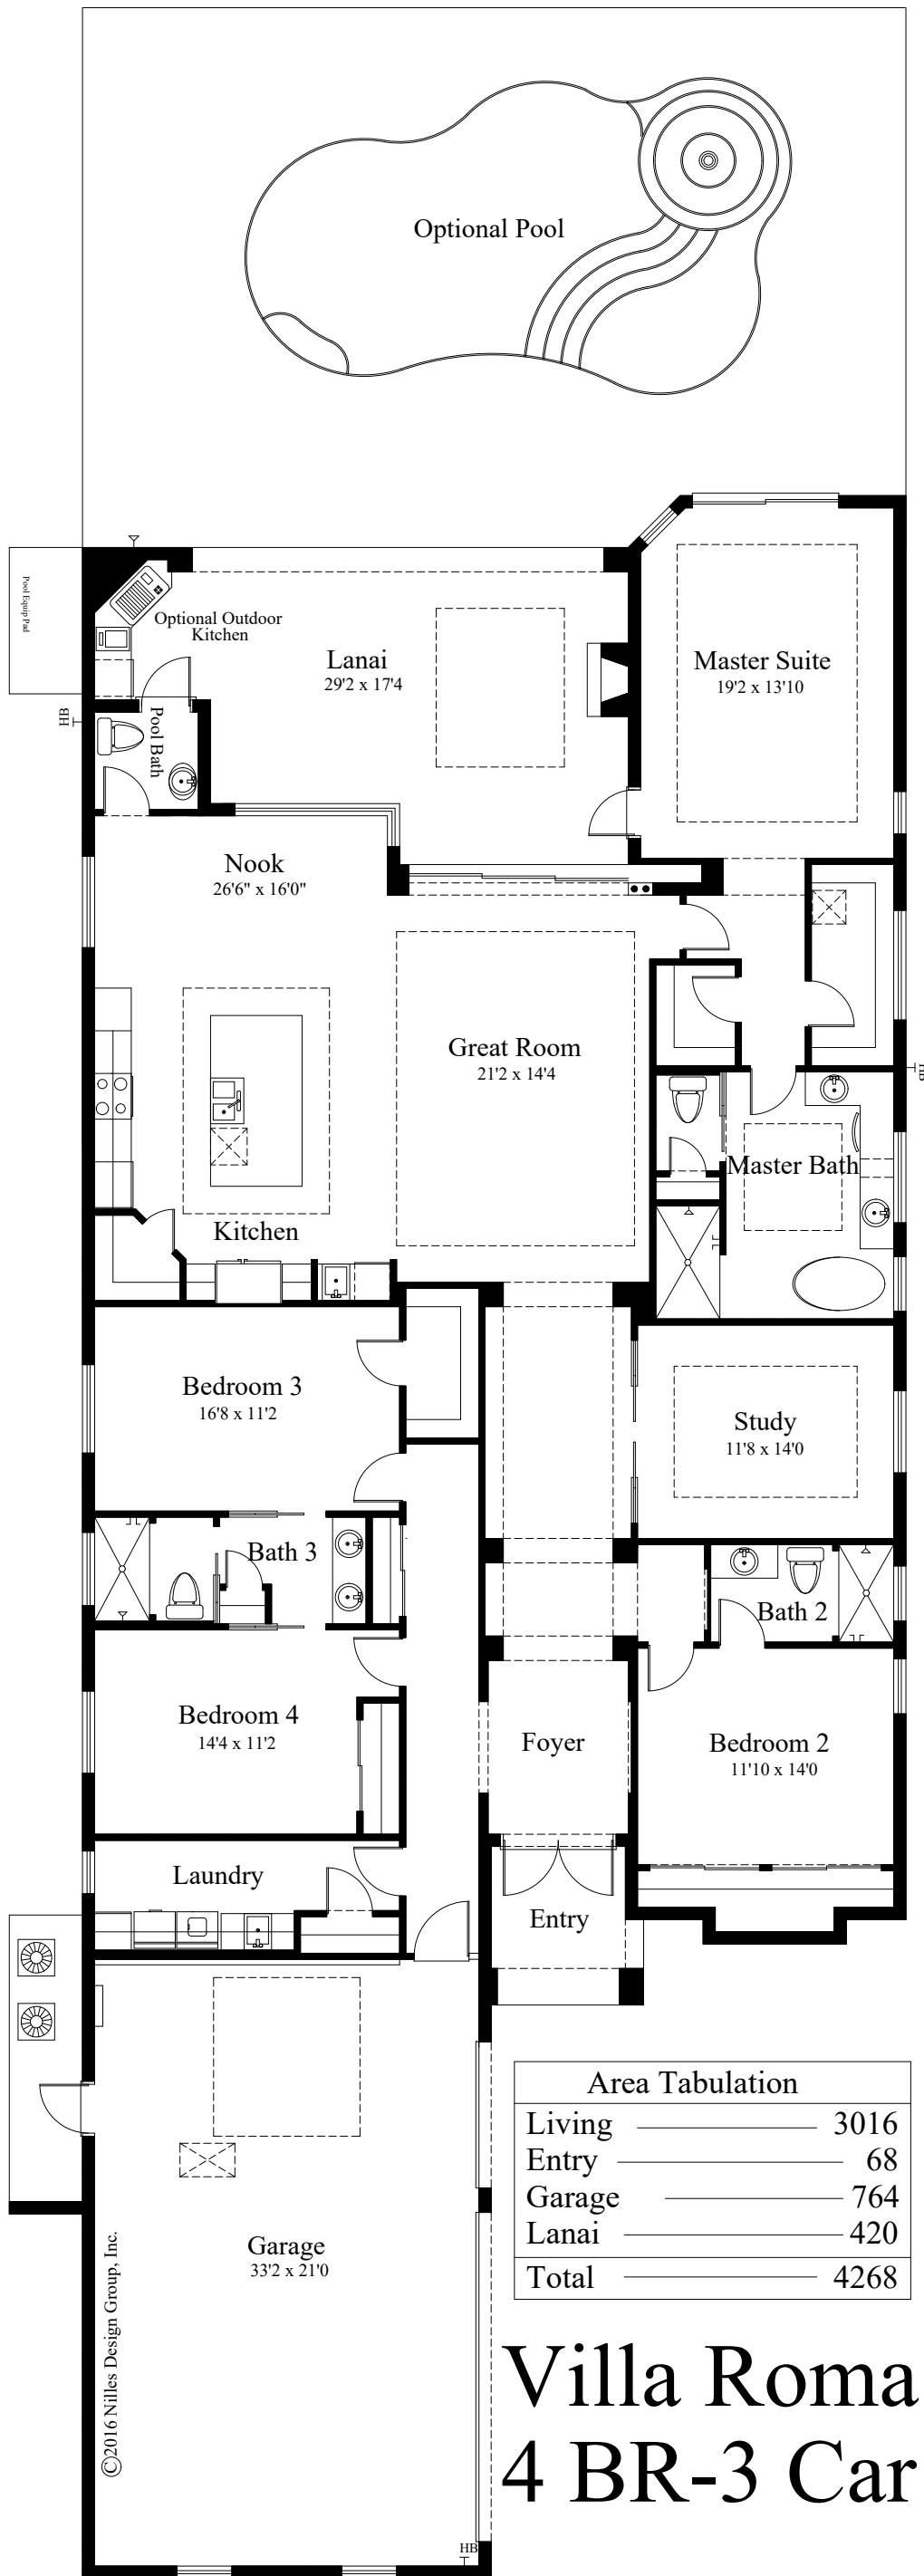 Optional Pool
Pool Equip Pad
Optional Outdoor
Kitchen
Lanai
29'2 x 17'4
Master Suite
19'2 x 13'10
HB
Pool Bath
Nook
26'6" x 16'0"
Great Room
21'2 x 14'4
HB
Master Bath
Kitchen
Bedroom 3
16'8 x 11'2
Study
11'8 x 14'0
Bath 3
Bath 2
Bedroom 4
14'4 x 11'2
Foyer
Bedroom 2
11'10 x 14'0
Laundry
Entry
Area Tabulation
Living 3016
Entry 68
Garage 764
Lanai 420
Total 4268
Garage
33'2 x 21'0
©2016 Nilles Design Group, Inc.
Villa Roma
4 BR-3 Car
HB